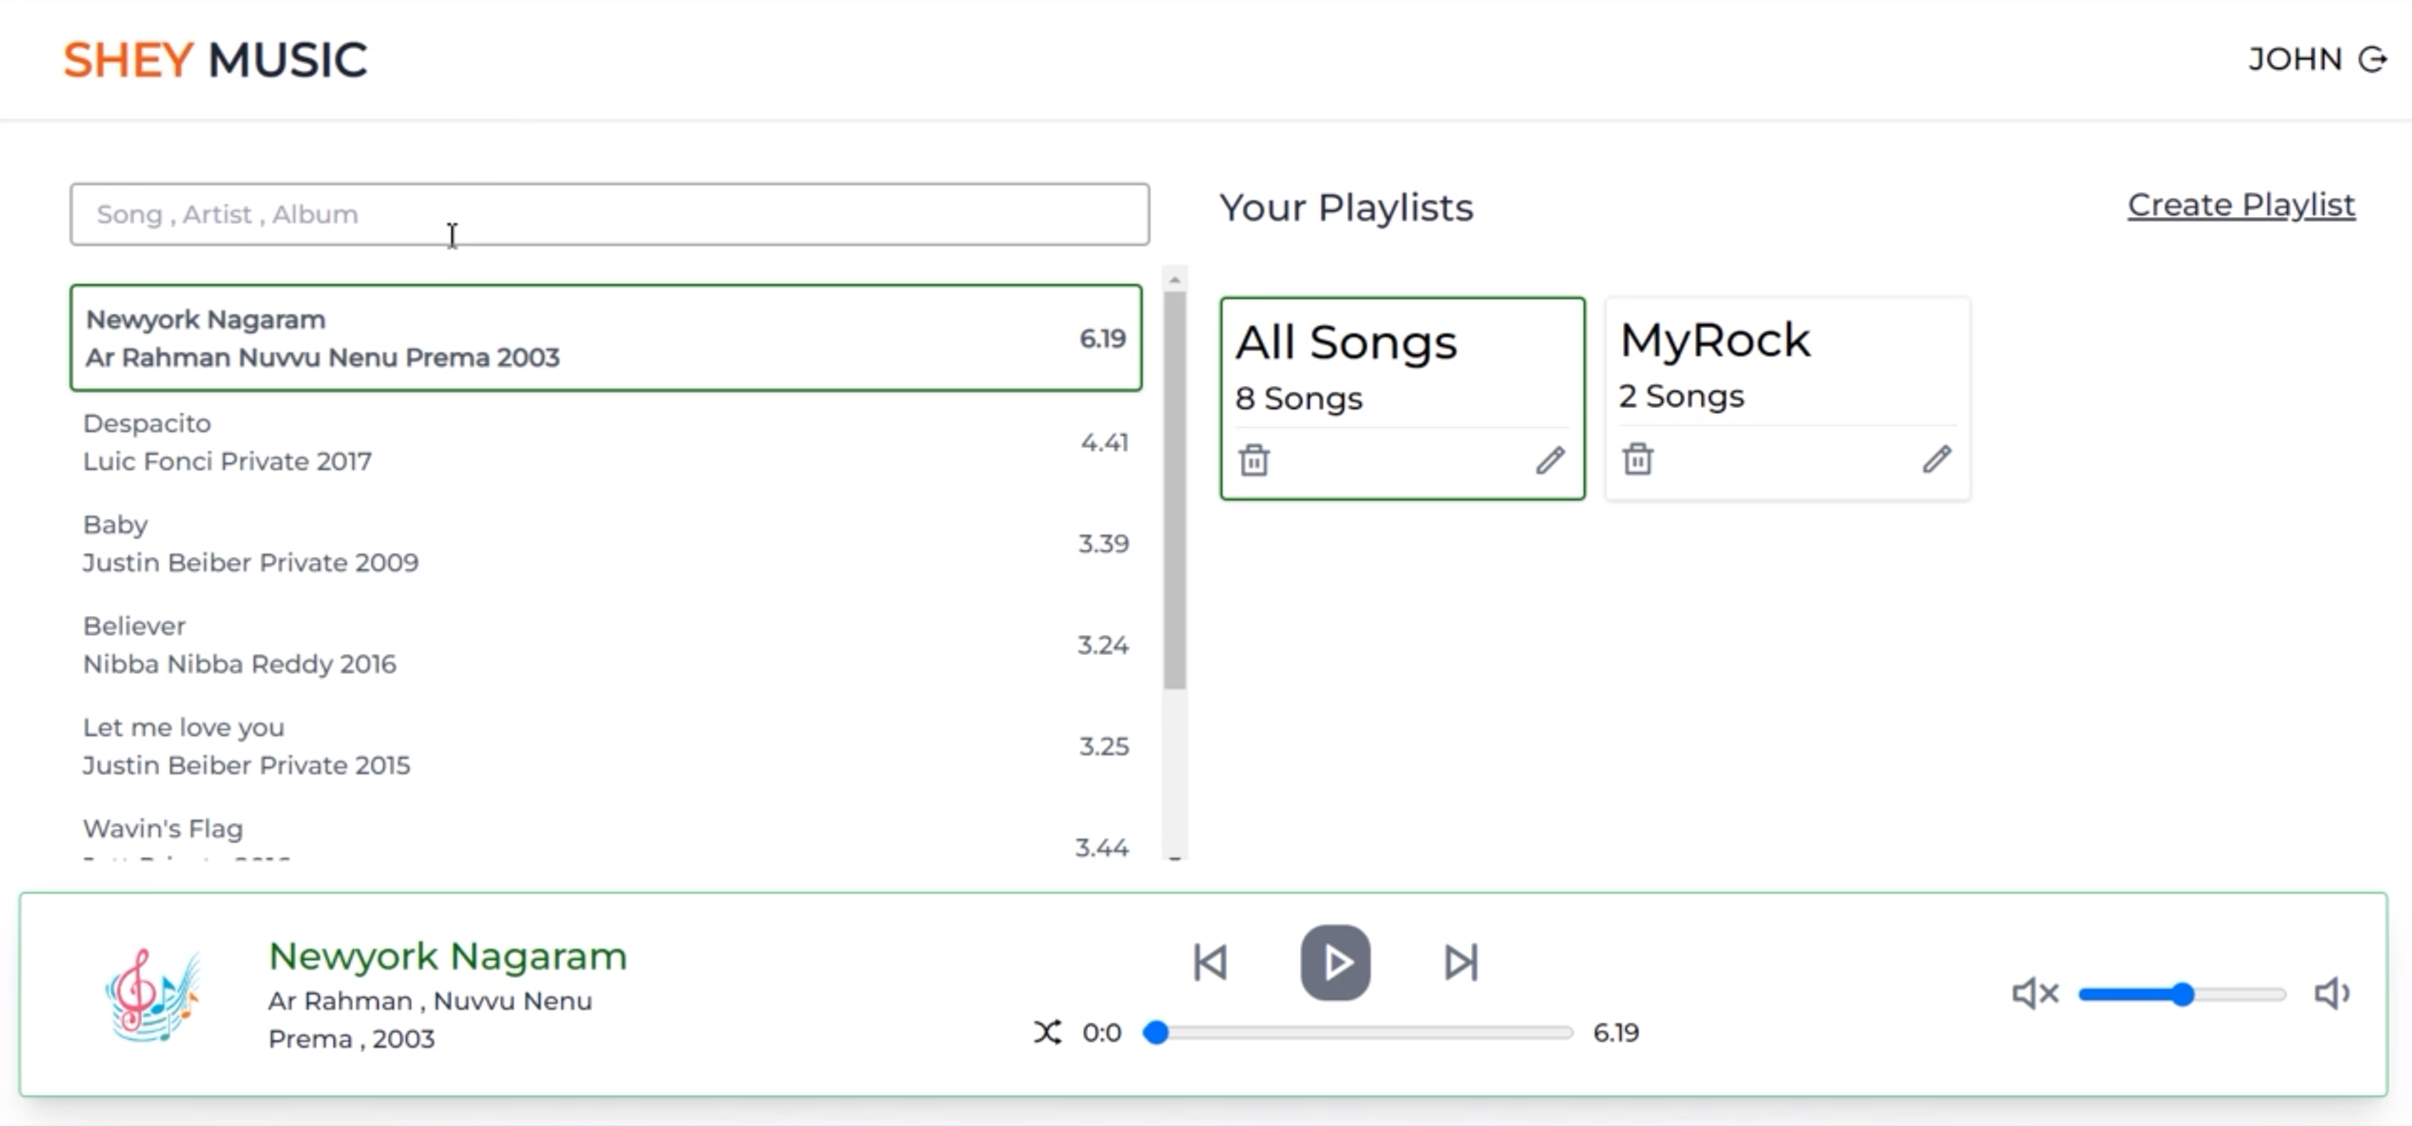 SHEY MUSIC
JOHN
Song , Artist , Album
Newyork Nagaram
Ar Rahman Nuvvu Nenu Prema 2003
6.19
Despacito
Luic Fonci Private 2017
4.41
Baby
Justin Beiber Private 2009
3.39
Believer
Nibba Nibba Reddy 2016
3.24
Let me love you
Justin Beiber Private 2015
3.25
Wavin's Flag
3.44
Your Playlists
Create Playlist
All Songs
8 Songs
MyRock
2 Songs
Newyork Nagaram
Ar Rahman , Nuvvu Nenu
Prema , 2003
0:0
6.19